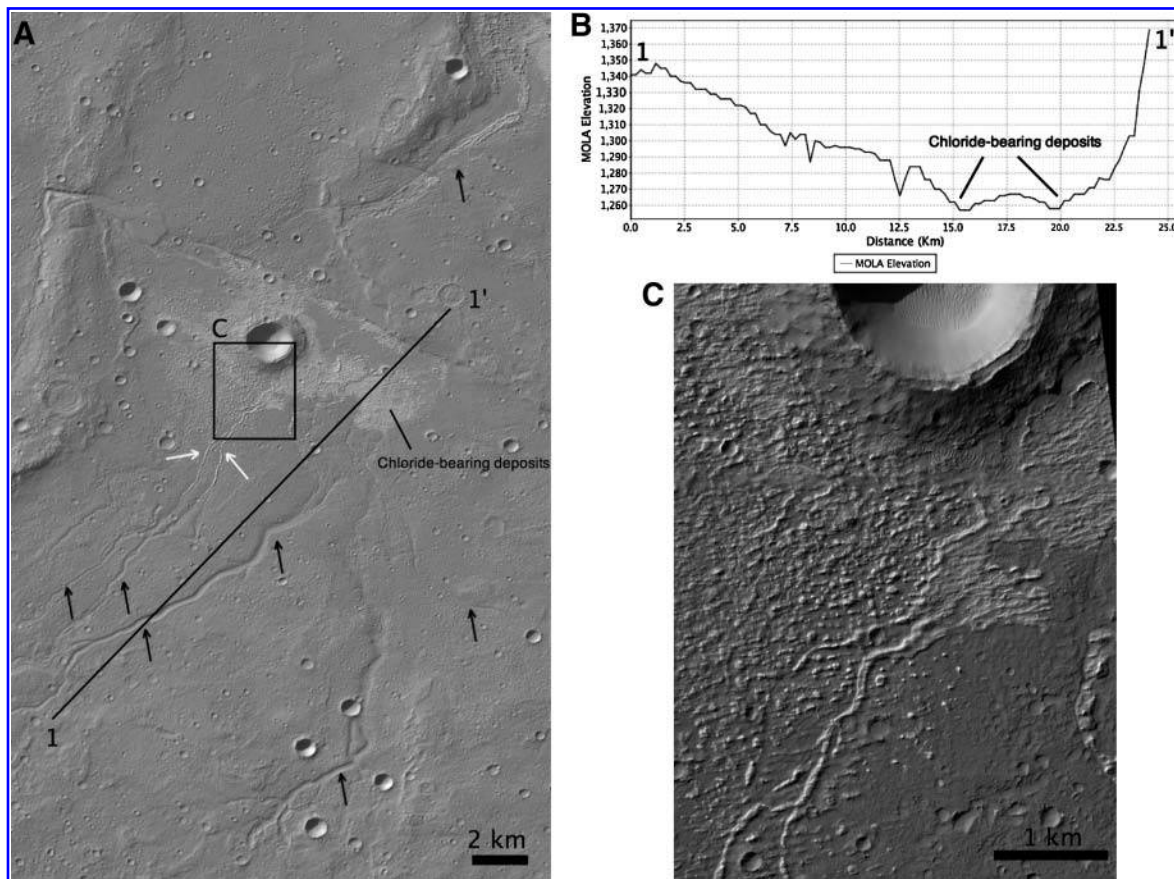 A
C
1'
Chloride-bearing deposits
1
2 km
B
1,370
1,360
1,350
1,340
1,330
1,320
1,310
1,300
1,290
1,280
1,270
1,260
MOLA Elevation
1
1'
Chloride-bearing deposits
0.0 2.5 5.0 7.5 10.0 12.5 15.0 17.5 20.0 22.5 25.0
Distance (Km)
MOLA Elevation
C
1 km